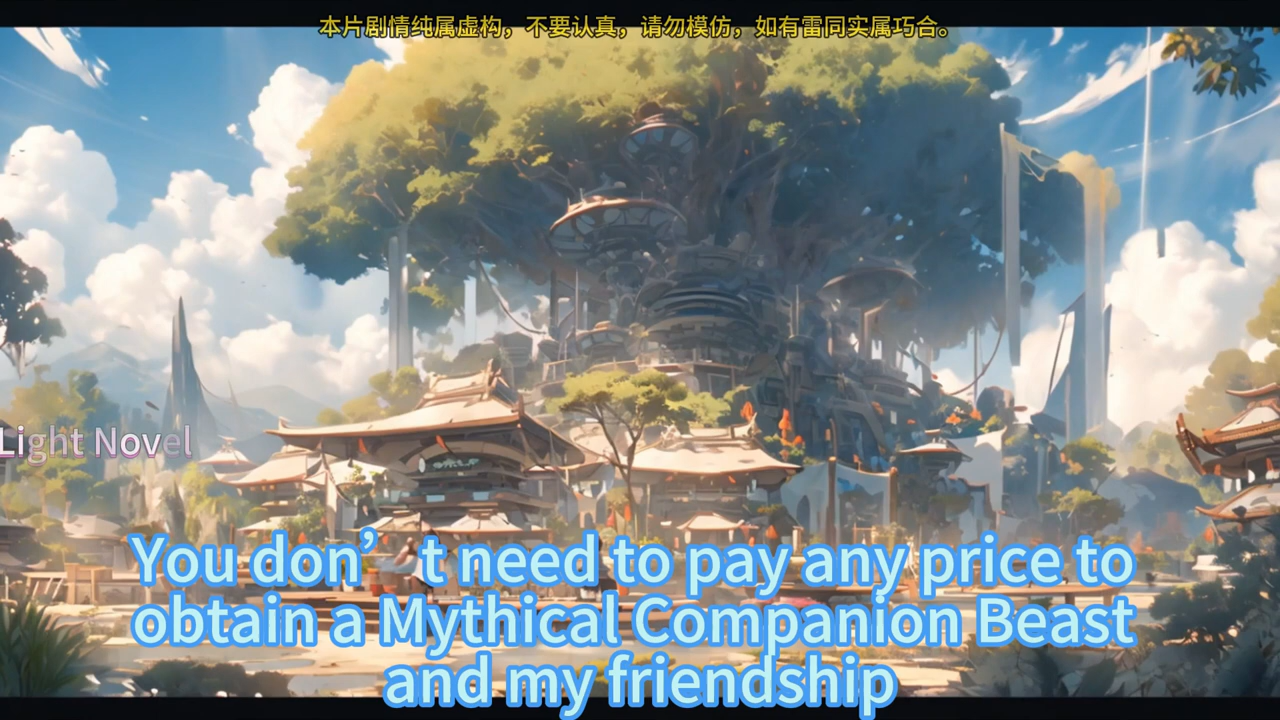 本片剧情纯属虚构，不要认真，请勿模仿，如有雷同实属巧合。
Light Novel
You don’t need to pay any price to
obtain a Mythical Companion Beast
and my friendship